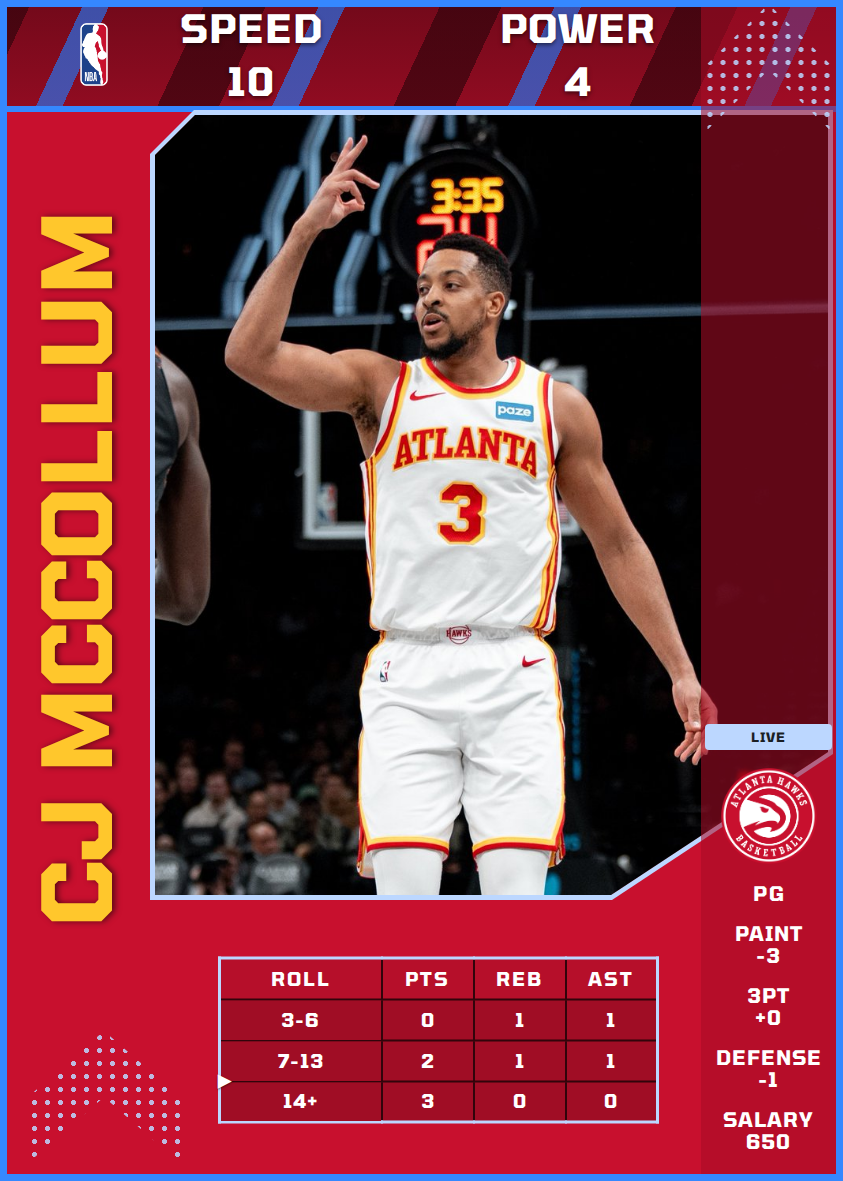 SPEED
10
POWER
4
NBA
CJ MCCOLLUM
3:35
24
paze
ATLANTA
3
HAWKS
LIVE
ATLANTA HAWKS
BASKETBALL
PG
PAINT
-3
3PT
+0
DEFENSE
-1
SALARY
650
ROLL PTS REB AST
3-6 0 1 1
7-13 2 1 1
14+ 3 0 0